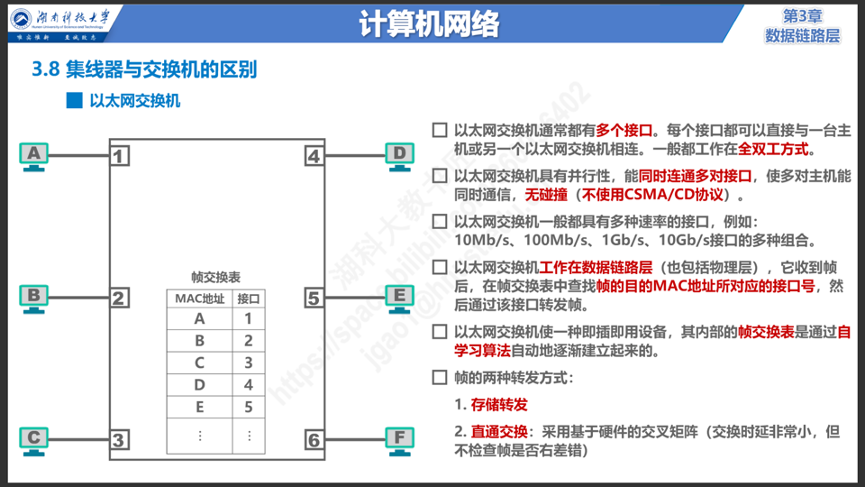 湖南科技大学
Hunan University of Science and Technology
唯实惟新 至诚致志
计算机网络
第3章
数据链路层
3.8 集线器与交换机的区别
以太网交换机
A
1
4
D
B
2
5
E
C
3
6
F
帧交换表
MAC地址 接口
A 1
B 2
C 3
D 4
E 5
⋮ ⋮
以太网交换机通常都有多个接口。每个接口都可以直接与一台主
机或另一个以太网交换机相连。一般都工作在全双工方式。
以太网交换机具有并行性，能同时连通多对接口，使多对主机能
同时通信，无碰撞（不使用CSMA/CD协议）。
以太网交换机一般都具有多种速率的接口，例如：
10Mb/s、100Mb/s、1Gb/s、10Gb/s接口的多种组合。
以太网交换机工作在数据链路层（也包括物理层），它收到帧
后，在帧交换表中查找帧的目的MAC地址所对应的接口号，然
后通过该接口转发帧。
以太网交换机使一种即插即用设备，其内部的帧交换表是通过自
学习算法自动地逐渐建立起来的。
帧的两种转发方式：
1. 存储转发
2. 直通交换：采用基于硬件的交叉矩阵（交换时延非常小，但
不检查帧是否右差错）